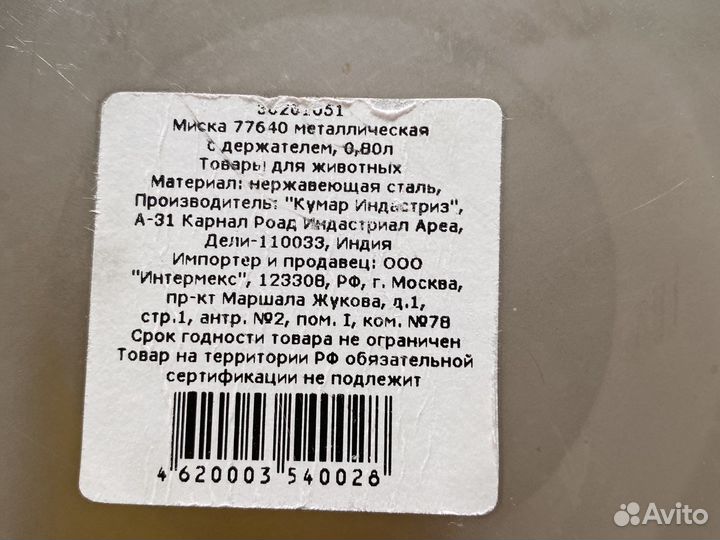 30201051
Миска 77640 металлическая
с держателем, 0,80л
Товары для животных
Материал: нержавеющая сталь,
Производитель: "Кумар Индастриз",
А-31 Карнал Роад Индастриал Ареа,
Дели-110033, Индия
Импортер и продавец: ООО
"Интермекс", 123308, РФ, г. Москва,
пр-кт Маршала Жукова, д.1,
стр.1, антр. №2, пом. I, ком. №78
Срок годности товара не ограничен
Товар на территории РФ обязательной
сертификации не подлежит
4 620003 540028
Avito